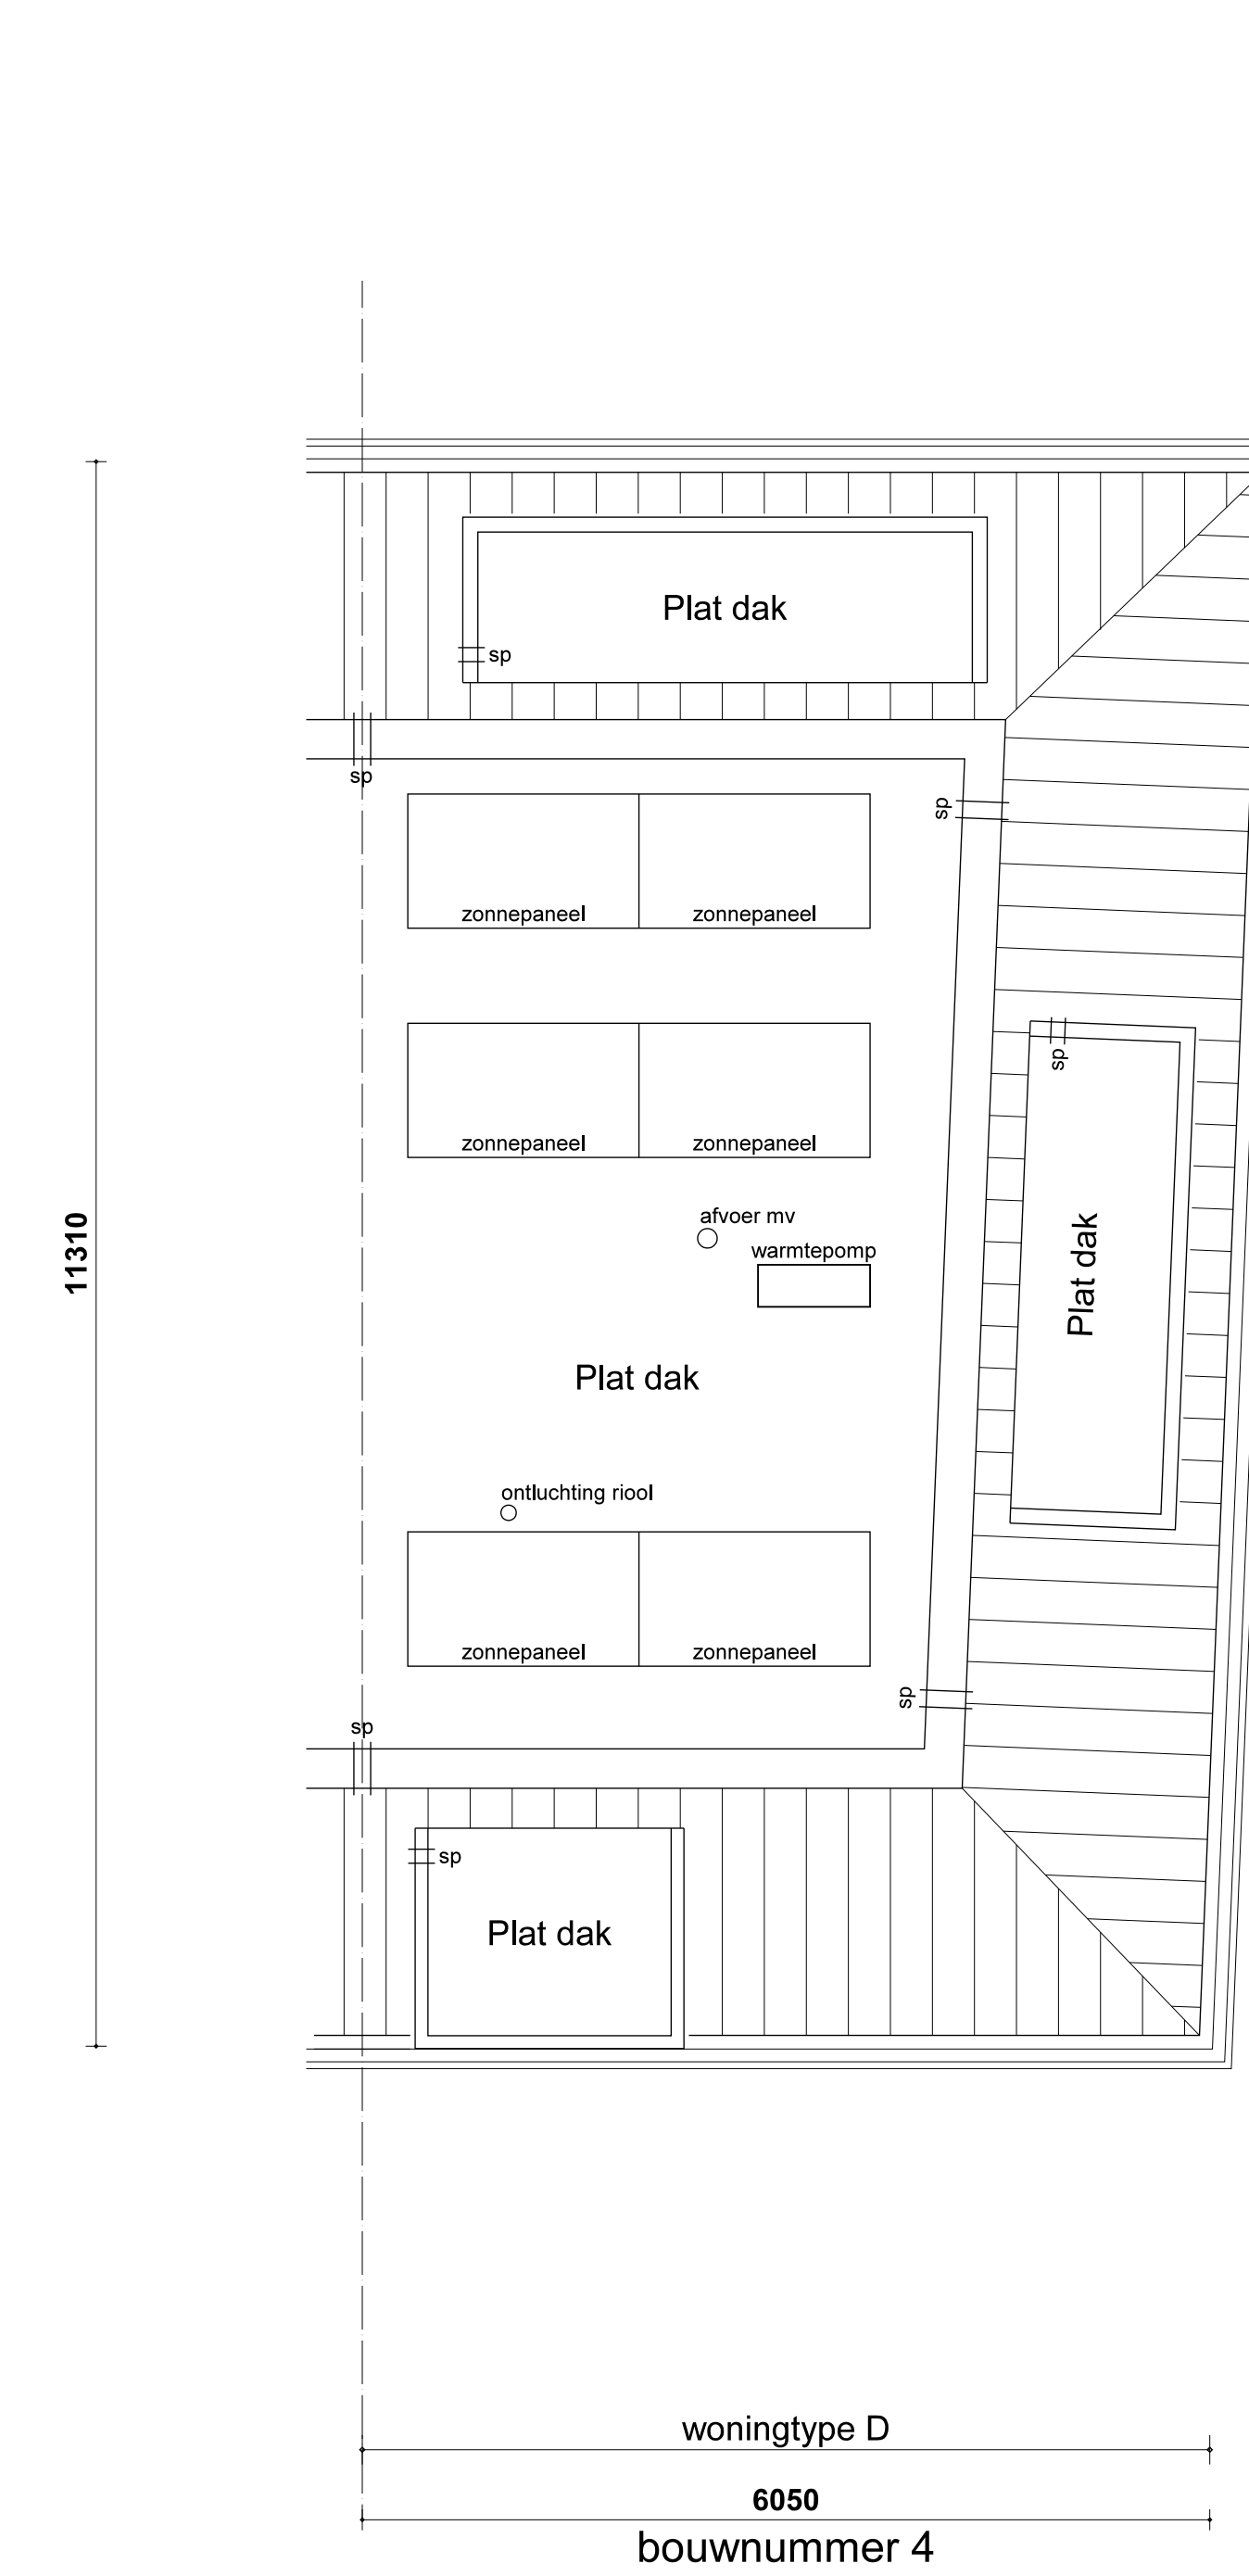 Plat dak
sp
sp
sp
zonnepaneel zonnepaneel
sp
zonnepaneel zonnepaneel
afvoer mv
warmtepomp
11310
Plat dak
Plat dak
ontluchting riool
zonnepaneel zonnepaneel
sp
sp
sp
Plat dak
woningtype D
6050
bouwnummer 4